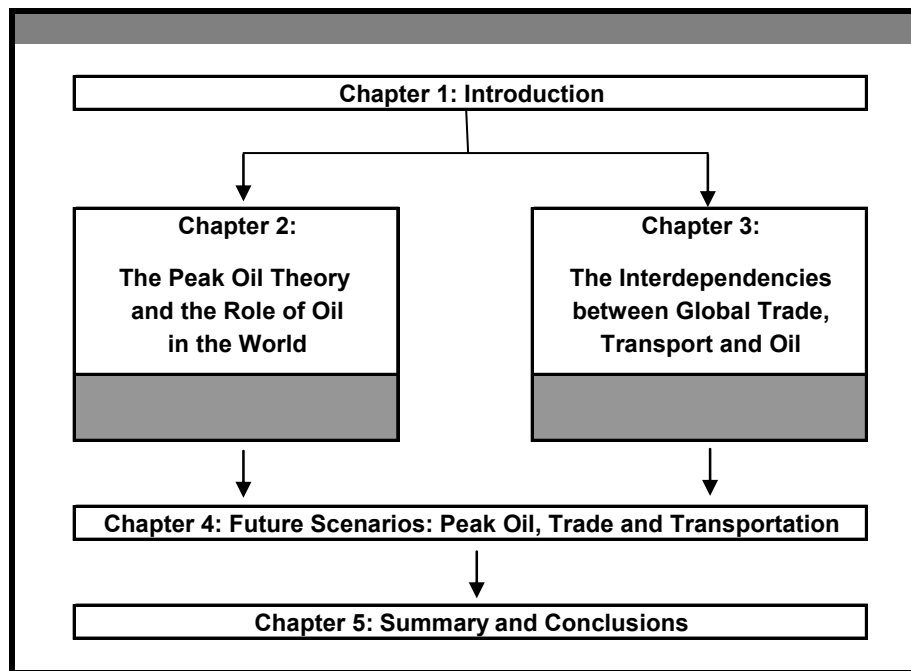 Chapter 1: Introduction
Chapter 2:
The Peak Oil Theory
and the Role of Oil
in the World
Chapter 3:
The Interdependencies
between Global Trade,
Transport and Oil
Chapter 4: Future Scenarios: Peak Oil, Trade and Transportation
Chapter 5: Summary and Conclusions